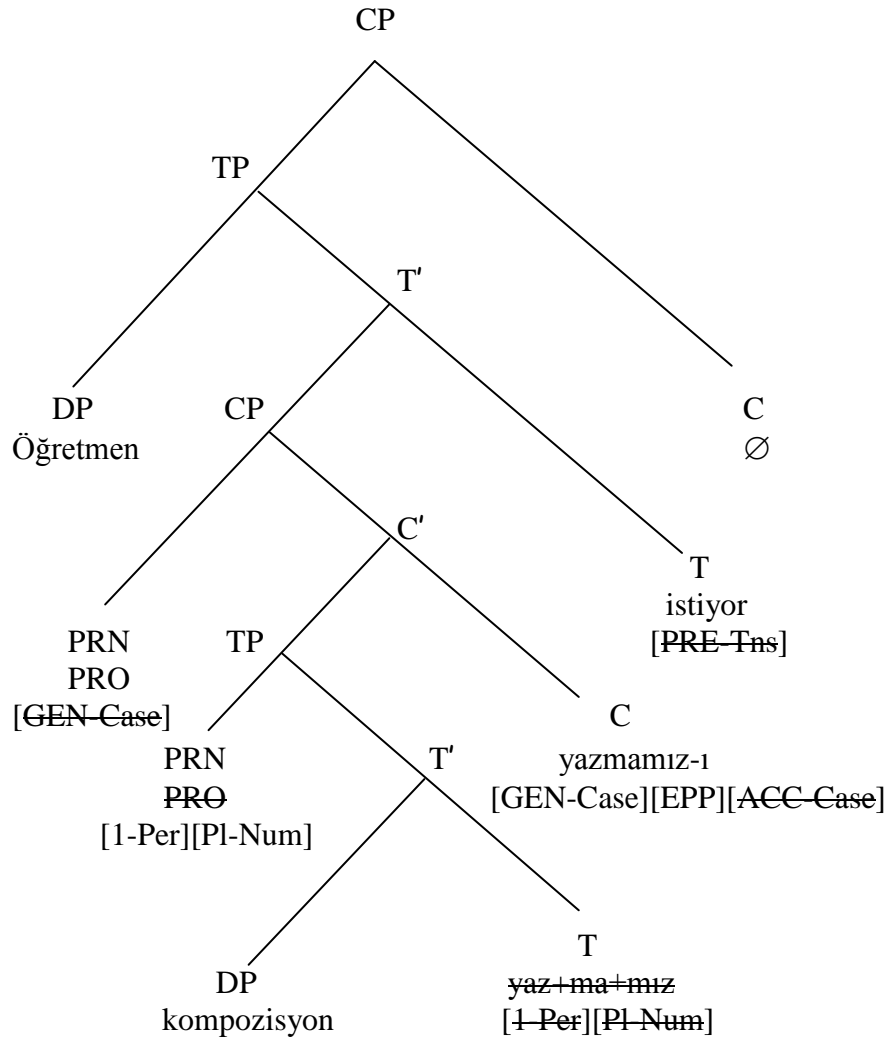 CP
TP
T′
DP CP C
Öğretmen ∅
C′
T
istiyor
PRN TP [PRE-Tns]
PRO
[GEN-Case] C
PRN T′ yazmamız-ı
PRO [GEN-Case][EPP][ACC-Case]
[1-Per][Pl-Num]
T
DP yaz+ma+mız
kompozisyon [1-Per][Pl-Num]